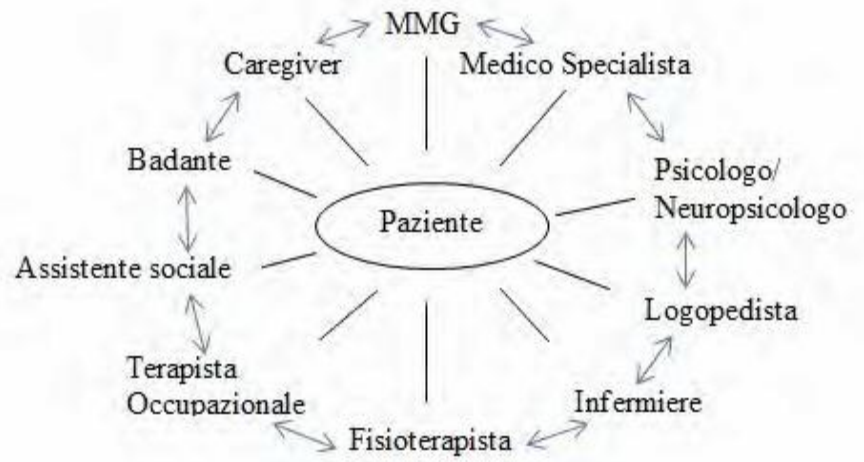 MMG
Caregiver
Medico Specialista
Badante
Psicologo/
Neuropsicologo
Paziente
Assistente sociale
Logopedista
Terapista
Occupazionale
Infermiere
Fisioterapista